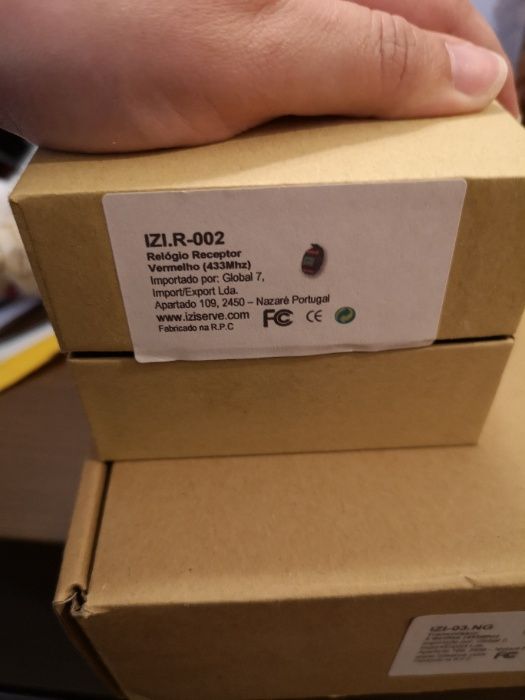 IZI.R-002
Relógio Receptor
Vermelho (433Mhz)
Importado por: Global 7,
Import/Export Lda.
Apartado 109, 2450 – Nazaré Portugal
www.iziserve.com FC CE
Fabricado na R.P.C
IZI-03.NG
FC